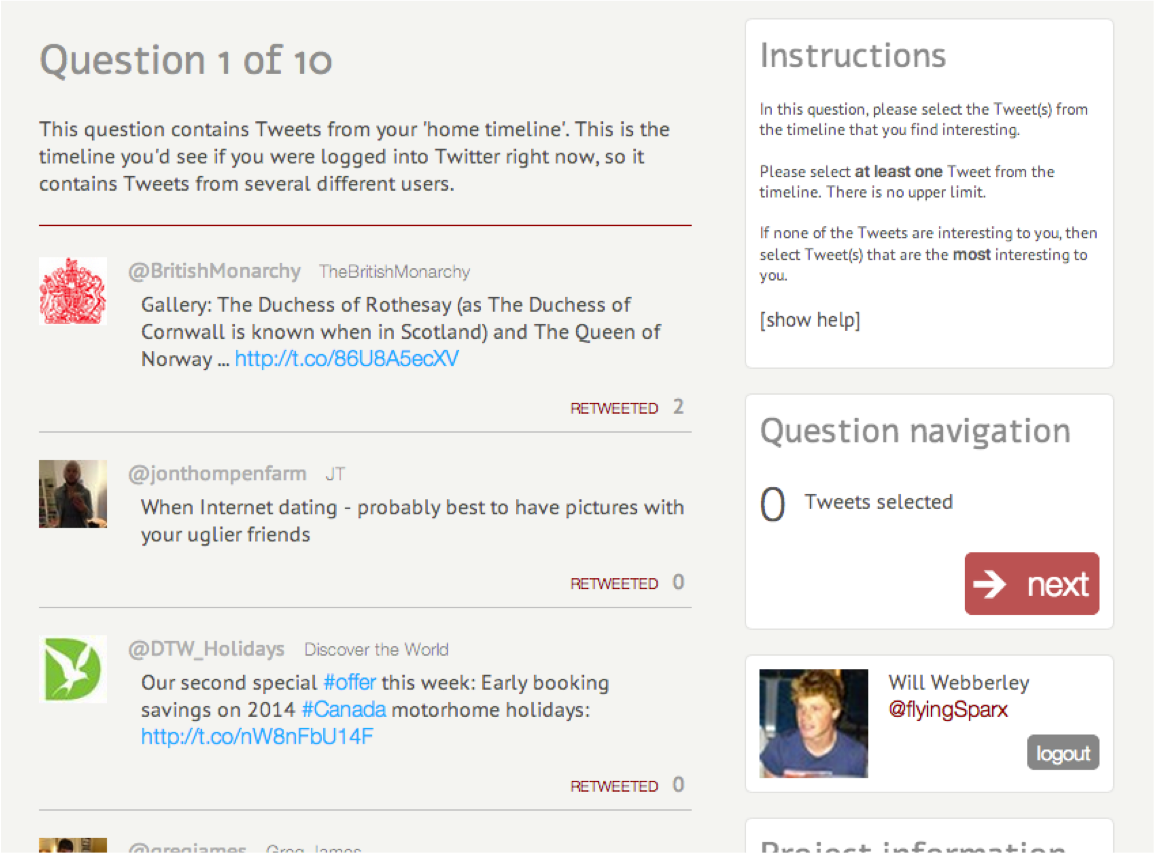 Question 1 of 10
This question contains Tweets from your 'home timeline'. This is the
timeline you'd see if you were logged into Twitter right now, so it
contains Tweets from several different users.
@BritishMonarchy TheBritishMonarchy
Gallery: The Duchess of Rothesay (as The Duchess of
Cornwall is known when in Scotland) and The Queen of
Norway ... http://t.co/86U8A5ecXV
RETWEETED 2
@jonthompenfarm JT
When Internet dating - probably best to have pictures with
your uglier friends
RETWEETED 0
@DTW_Holidays Discover the World
Our second special #offer this week: Early booking
savings on 2014 #Canada motorhome holidays:
http://t.co/nW8nFbU14F
RETWEETED 0
@gregjames Greg James
Instructions
In this question, please select the Tweet(s) from
the timeline that you find interesting.
Please select at least one Tweet from the
timeline. There is no upper limit.
If none of the Tweets are interesting to you, then
select Tweet(s) that are the most interesting to
you.
[show help]
Question navigation
0 Tweets selected
next
Will Webberley
@flyingSparx
logout
Project information